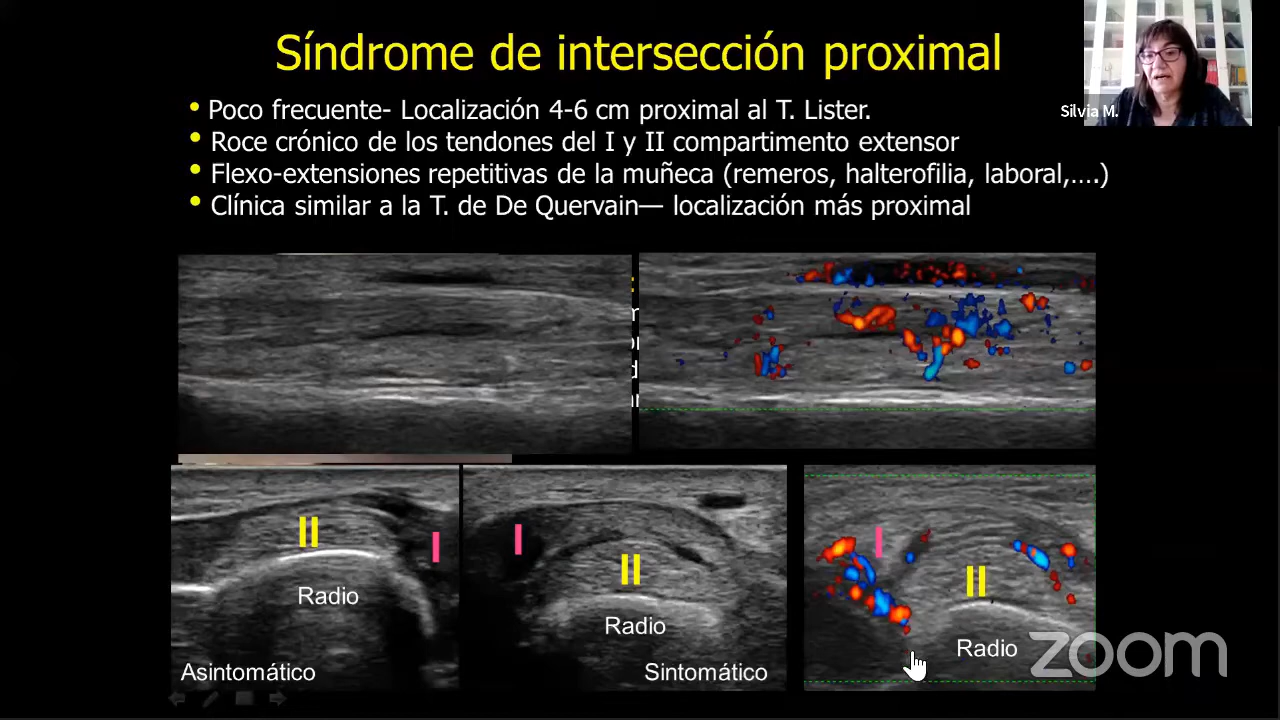 Síndrome de intersección proximal
Silvia M.
• Poco frecuente- Localización 4-6 cm proximal al T. Lister.
• Roce crónico de los tendones del I y II compartimento extensor
• Flexo-extensiones repetitivas de la muñeca (remeros, halterofilia, laboral,....)
• Clínica similar a la T. de De Quervain— localización más proximal
II
I
Radio
Asintomático
I
II
Radio
Sintomático
I
II
Radio
zoom